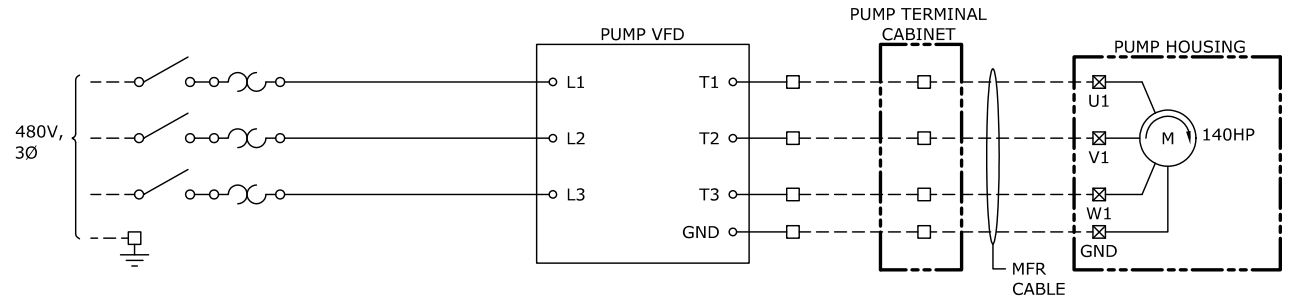 PUMP TERMINAL
CABINET
PUMP VFD
PUMP HOUSING
480V,
3Ø
L1
L2
L3
T1
T2
T3
GND
U1
V1
W1
GND
M
140HP
MFR
CABLE